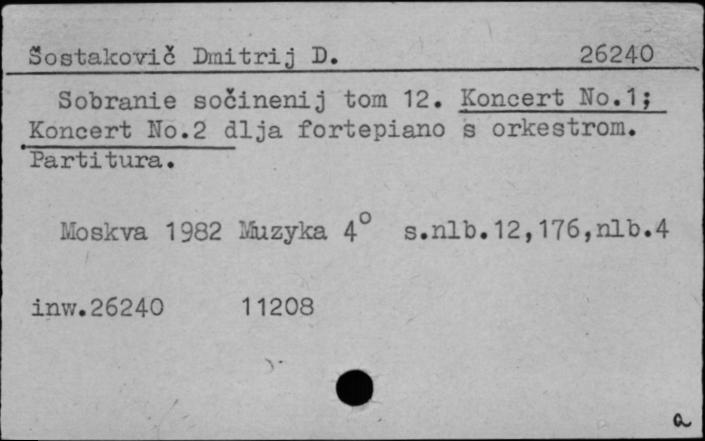 Šostakovič Dmitrij D. 26240
Sobranie sočinenij tom 12. Koncert No.1;
Koncert No.2 dlja fortepiano s orkestrom.
Partitura.
Moskva 1982 Muzyka 4° s.nlb.12,176,nlb.4
inw.26240 11208
a